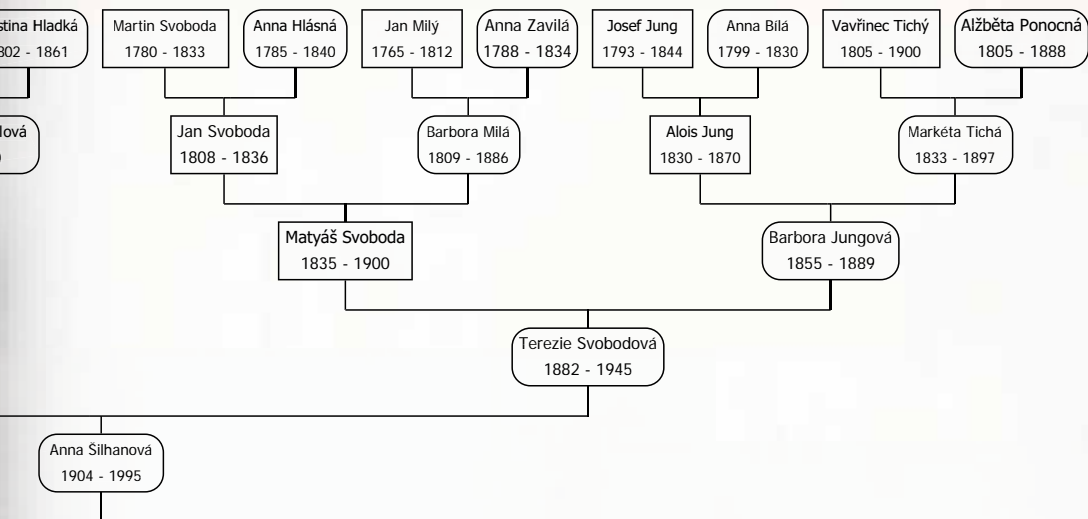 Hladká
1861
Martin Svoboda
1780 - 1833
Anna Hlásná
1785 - 1840
Jan Milý
1765 - 1812
Anna Zavilá
1788 - 1834
Josef Jung
1793 - 1844
Anna Bílá
1799 - 1830
Vavřinec Tichý
1805 - 1900
Alžběta Ponocná
1805 - 1888
Jan Svoboda
1808 - 1836
Barbora Milá
1809 - 1886
Alois Jung
1830 - 1870
Markéta Tichá
1833 - 1897
Matyáš Svoboda
1835 - 1900
Barbora Jungová
1855 - 1889
Terezie Svobodová
1882 - 1945
Anna Šilhanová
1904 - 1995